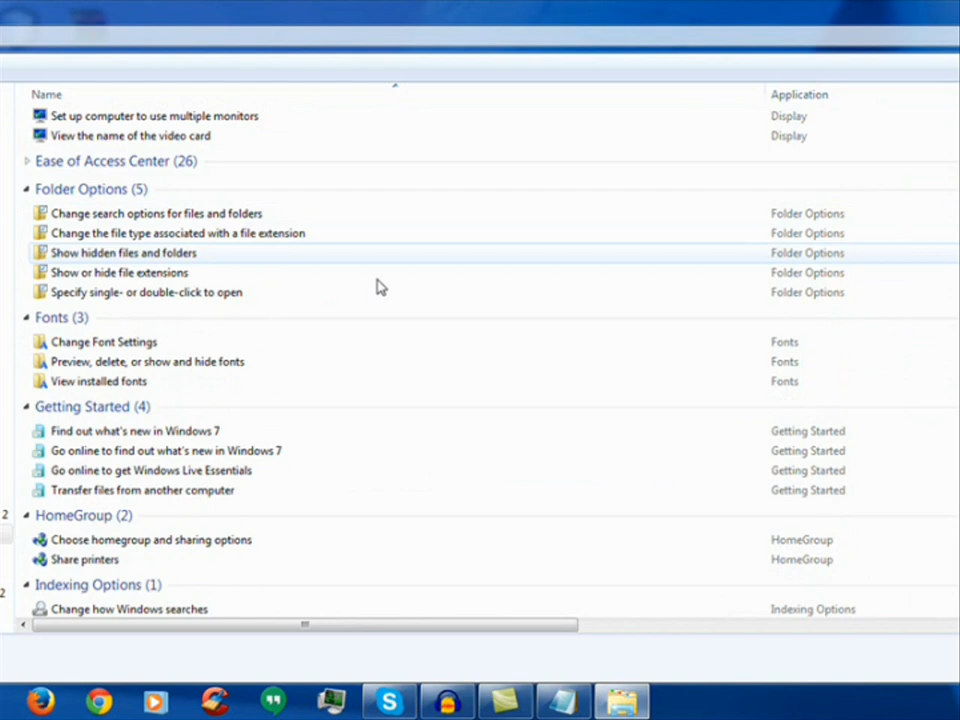 Name Application
Set up computer to use multiple monitors Display
View the name of the video card Display
Ease of Access Center (26)
Folder Options (5)
Change search options for files and folders Folder Options
Change the file type associated with a file extension Folder Options
Show hidden files and folders Folder Options
Show or hide file extensions Folder Options
Specify single- or double-click to open Folder Options
Fonts (3)
Change Font Settings Fonts
Preview, delete, or show and hide fonts Fonts
View installed fonts Fonts
Getting Started (4)
Find out what's new in Windows 7 Getting Started
Go online to find out what's new in Windows 7 Getting Started
Go online to get Windows Live Essentials Getting Started
Transfer files from another computer Getting Started
2 HomeGroup (2)
Choose homegroup and sharing options HomeGroup
Share printers HomeGroup
Indexing Options (1)
2
Change how Windows searches Indexing Options